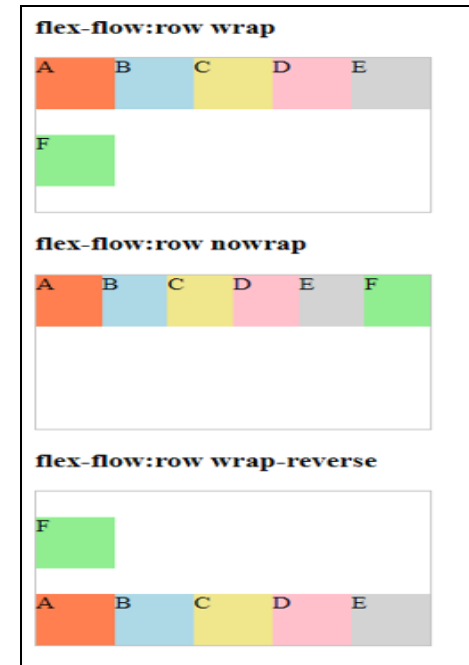 flex-flow:row wrap
A B C D E
F
flex-flow:row nowrap
A B C D E F
flex-flow:row wrap-reverse
F
A B C D E